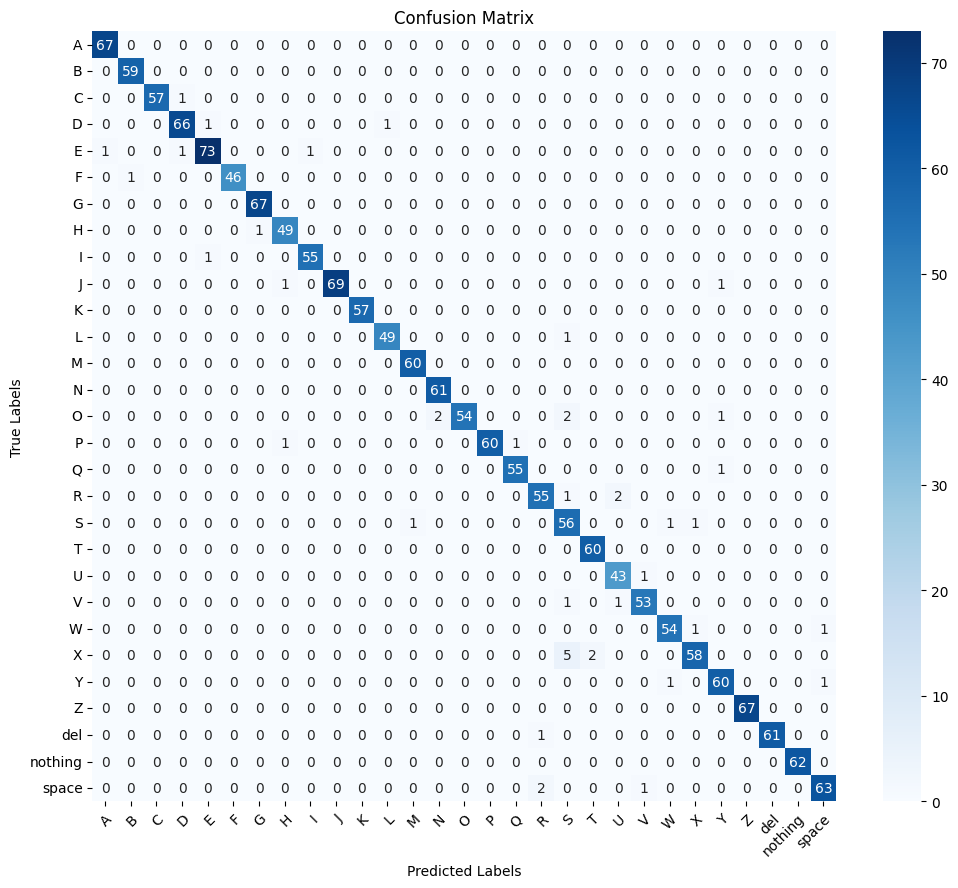 Confusion Matrix
A 67 0 0 0 0 0 0 0 0 0 0 0 0 0 0 0 0 0 0 0 0 0 0 0 0 0 0 0 0
B 0 59 0 0 0 0 0 0 0 0 0 0 0 0 0 0 0 0 0 0 0 0 0 0 0 0 0 0 0
C 0 0 57 1 0 0 0 0 0 0 0 0 0 0 0 0 0 0 0 0 0 0 0 0 0 0 0 0 0
D 0 0 0 66 1 0 0 0 0 0 0 1 0 0 0 0 0 0 0 0 0 0 0 0 0 0 0 0 0
E 1 0 0 1 73 0 0 0 1 0 0 0 0 0 0 0 0 0 0 0 0 0 0 0 0 0 0 0 0
F 0 1 0 0 0 46 0 0 0 0 0 0 0 0 0 0 0 0 0 0 0 0 0 0 0 0 0 0 0
G 0 0 0 0 0 0 67 0 0 0 0 0 0 0 0 0 0 0 0 0 0 0 0 0 0 0 0 0 0
H 0 0 0 0 0 0 1 49 0 0 0 0 0 0 0 0 0 0 0 0 0 0 0 0 0 0 0 0 0
I 0 0 0 0 1 0 0 0 55 0 0 0 0 0 0 0 0 0 0 0 0 0 0 0 0 0 0 0 0
J 0 0 0 0 0 0 0 1 0 69 0 0 0 0 0 0 0 0 0 0 0 0 0 0 1 0 0 0 0
K 0 0 0 0 0 0 0 0 0 0 57 0 0 0 0 0 0 0 0 0 0 0 0 0 0 0 0 0 0
L 0 0 0 0 0 0 0 0 0 0 0 49 0 0 0 0 0 0 1 0 0 0 0 0 0 0 0 0 0
M 0 0 0 0 0 0 0 0 0 0 0 0 60 0 0 0 0 0 0 0 0 0 0 0 0 0 0 0 0
N 0 0 0 0 0 0 0 0 0 0 0 0 0 61 0 0 0 0 0 0 0 0 0 0 0 0 0 0 0
O 0 0 0 0 0 0 0 0 0 0 0 0 0 2 54 0 0 0 2 0 0 0 0 0 1 0 0 0 0
P 0 0 0 0 0 0 0 1 0 0 0 0 0 0 0 60 1 0 0 0 0 0 0 0 0 0 0 0 0
Q 0 0 0 0 0 0 0 0 0 0 0 0 0 0 0 0 55 0 0 0 0 0 0 0 1 0 0 0 0
R 0 0 0 0 0 0 0 0 0 0 0 0 0 0 0 0 0 55 1 0 2 0 0 0 0 0 0 0 0
S 0 0 0 0 0 0 0 0 0 0 0 0 1 0 0 0 0 0 56 0 0 0 1 1 0 0 0 0 0
T 0 0 0 0 0 0 0 0 0 0 0 0 0 0 0 0 0 0 0 60 0 0 0 0 0 0 0 0 0
U 0 0 0 0 0 0 0 0 0 0 0 0 0 0 0 0 0 0 0 0 43 1 0 0 0 0 0 0 0
V 0 0 0 0 0 0 0 0 0 0 0 0 0 0 0 0 0 0 1 0 1 53 0 0 0 0 0 0 0
W 0 0 0 0 0 0 0 0 0 0 0 0 0 0 0 0 0 0 0 0 0 0 54 1 0 0 0 0 1
X 0 0 0 0 0 0 0 0 0 0 0 0 0 0 0 0 0 0 5 2 0 0 0 58 0 0 0 0 0
Y 0 0 0 0 0 0 0 0 0 0 0 0 0 0 0 0 0 0 0 0 0 0 1 0 60 0 0 0 1
Z 0 0 0 0 0 0 0 0 0 0 0 0 0 0 0 0 0 0 0 0 0 0 0 0 0 67 0 0 0
del 0 0 0 0 0 0 0 0 0 0 0 0 0 0 0 0 0 1 0 0 0 0 0 0 0 0 61 0 0
nothing 0 0 0 0 0 0 0 0 0 0 0 0 0 0 0 0 0 0 0 0 0 0 0 0 0 0 0 62 0
space 0 0 0 0 0 0 0 0 0 0 0 0 0 0 0 0 0 2 0 0 0 1 0 0 0 0 0 0 63
A B C D E F G H I J K L M N O P Q R S T U V W X Y Z del nothing space
True Labels
Predicted Labels
70
60
50
40
30
20
10
0